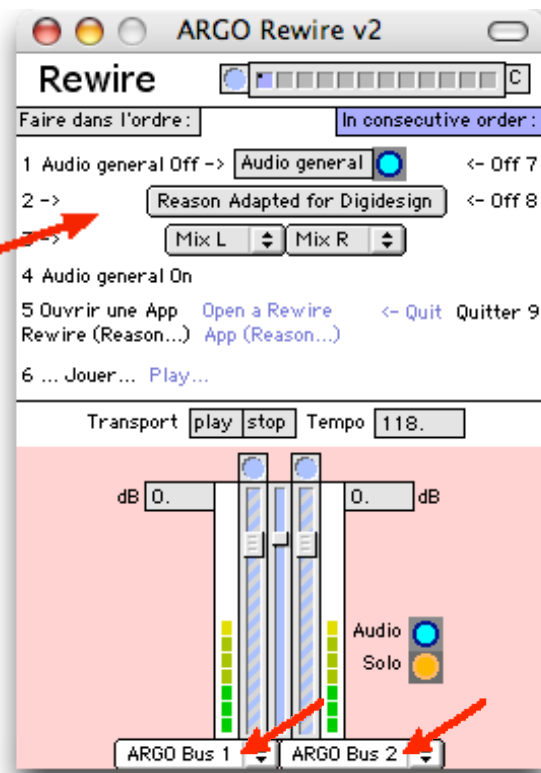 ARGO Rewire v2
Rewire C
Faire dans l'ordre: In consecutive order:
1 Audio general Off -> Audio general <- Off 7
2 -> Reason Adapted for Digidesign <- Off 8
3 -> Mix L Mix R
4 Audio general On
5 Ouvrir une App Open a Rewire <- Quit Quitter 9
Rewire (Reason...) App (Reason...)
6 ... Jouer... Play...
Transport play stop Tempo 118.
dB 0. 0. dB
Audio
Solo
ARGO Bus 1 ARGO Bus 2